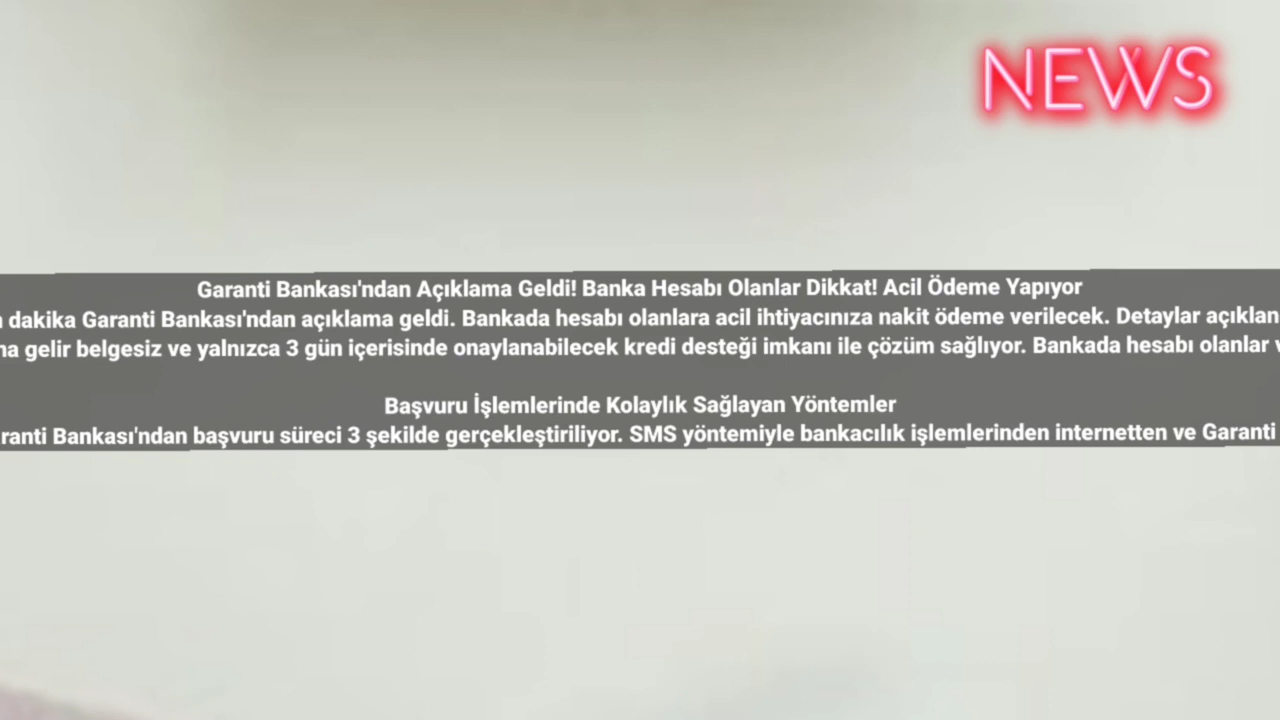 NEWS
Garanti Bankası'ndan Açıklama Geldi! Banka Hesabı Olanlar Dikkat! Acil Ödeme Yapıyor
dakika Garanti Bankası'ndan açıklama geldi. Bankada hesabı olanlara acil ihtiyacınıza nakit ödeme verilecek. Detaylar açıklan
gelir belgesiz ve yalnızca 3 gün içerisinde onaylanabilecek kredi desteği imkanı ile çözüm sağlıyor. Bankada hesabı olanlar
Başvuru İşlemlerinde Kolaylık Sağlayan Yöntemler
ranti Bankası'ndan başvuru süreci 3 şekilde gerçekleştiriliyor. SMS yöntemiyle bankacılık işlemlerinden internetten ve Garanti